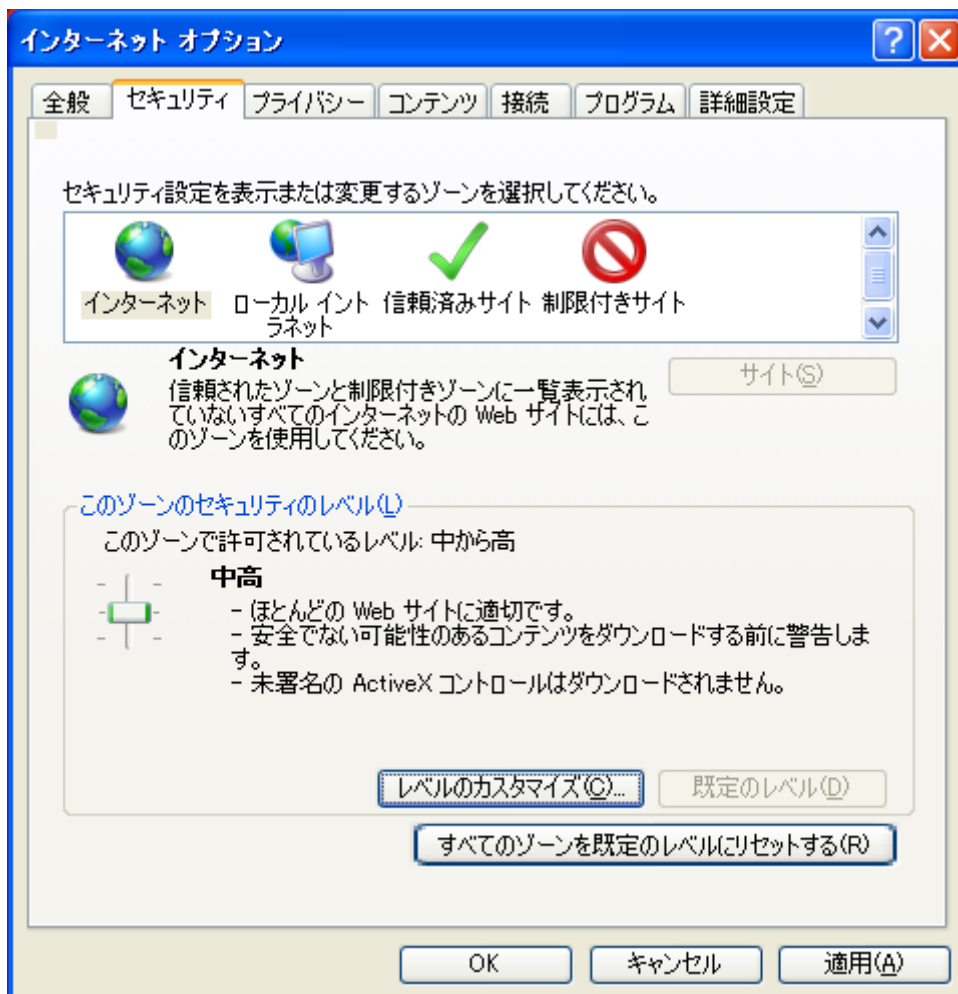 インターネット オプション
全般 セキュリティ プライバシー コンテンツ 接続 プログラム 詳細設定
セキュリティ設定を表示または変更するゾーンを選択してください。
インターネット
ローカル イント
ラネット
信頼済みサイト
制限付きサイト
インターネット
信頼されたゾーンと制限付きゾーンに一覧表示され
ていないすべてのインターネットの Web サイトには、こ
のゾーンを使用してください。
サイト(S)
このゾーンのセキュリティのレベル(L)
このゾーンで許可されているレベル: 中から高
中高
- ほとんどの Web サイトに適切です。
- 安全でない可能性のあるコンテンツをダウンロードする前に警告しま
す。
- 未署名の ActiveX コントロールはダウンロードされません。
レベルのカスタマイズ(C)...
既定のレベル(D)
すべてのゾーンを既定のレベルにリセットする(R)
OK
キャンセル
適用(A)